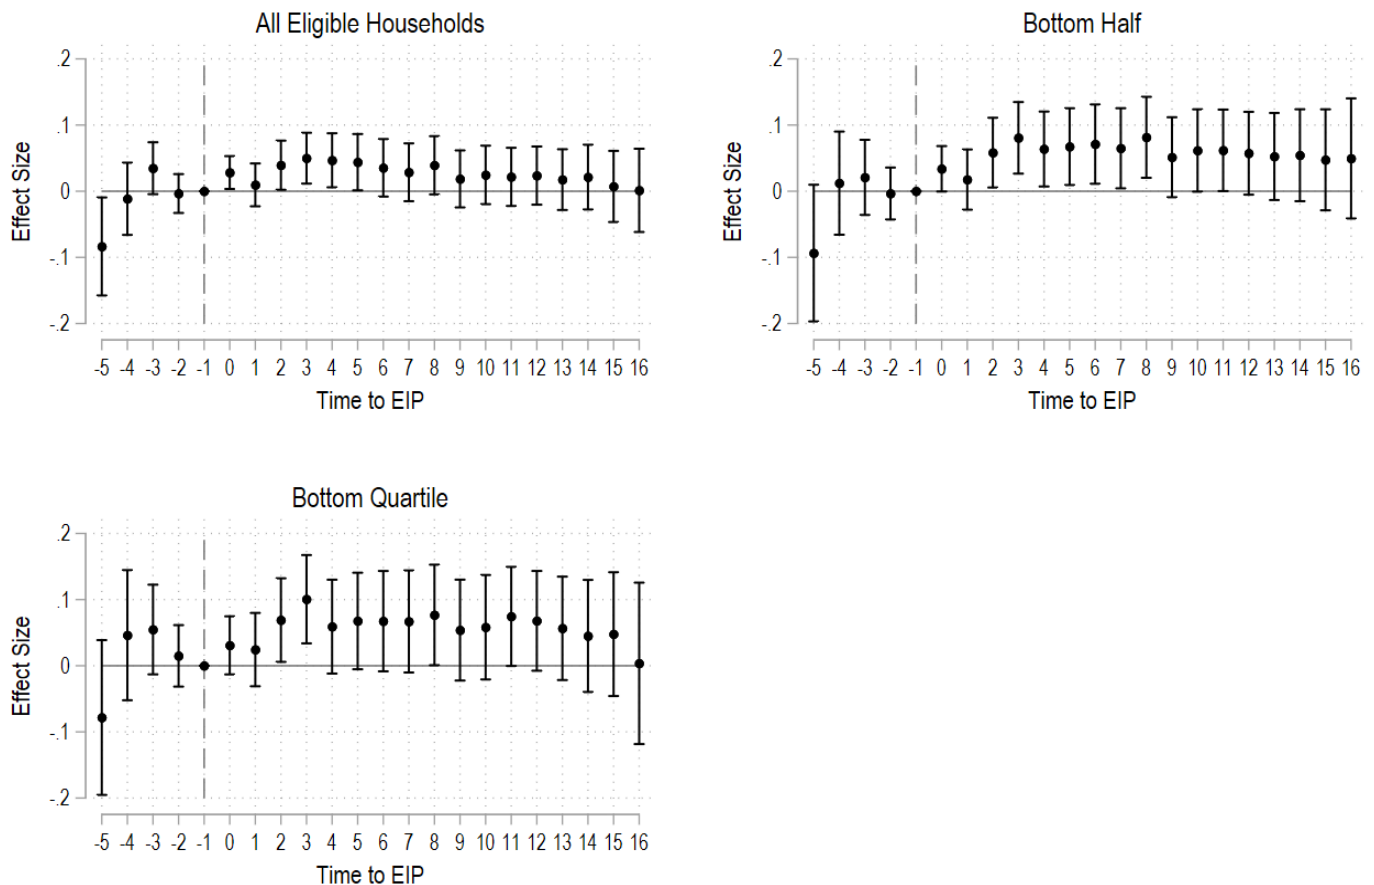 All Eligible Households
.2
.1
0
-.1
-.2
Effect Size
-5 -4 -3 -2 -1 0 1 2 3 4 5 6 7 8 9 10 11 12 13 14 15 16
Time to EIP
Bottom Half
.2
.1
0
-.1
-.2
Effect Size
-5 -4 -3 -2 -1 0 1 2 3 4 5 6 7 8 9 10 11 12 13 14 15 16
Time to EIP
Bottom Quartile
.2
.1
0
-.1
-.2
Effect Size
-5 -4 -3 -2 -1 0 1 2 3 4 5 6 7 8 9 10 11 12 13 14 15 16
Time to EIP